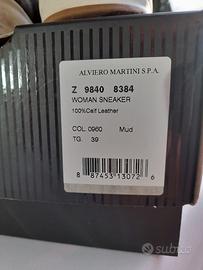 ALVIERO MARTINI S.P.A.
Z 9840 8384
WOMAN SNEAKER
100%Calf Leather
COL. 0960 Mud
TG. 39
8 87453 13072 6
subito